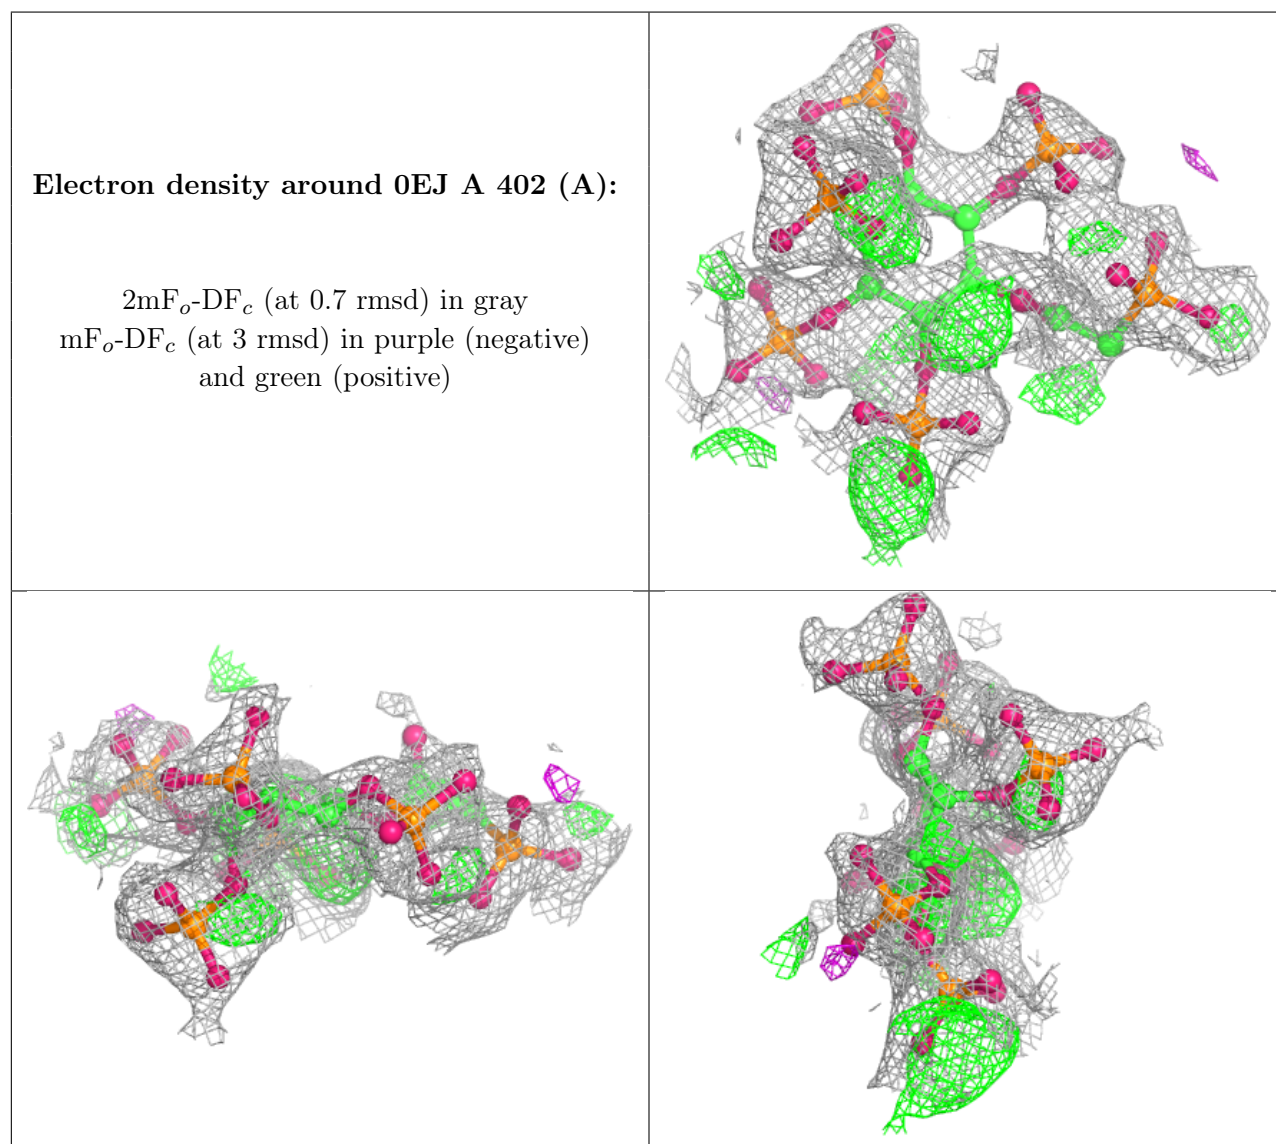 Electron density around 0EJ A 402 (A):
2mFo-DFc (at 0.7 rmsd) in gray
mFo-DFc (at 3 rmsd) in purple (negative)
and green (positive)